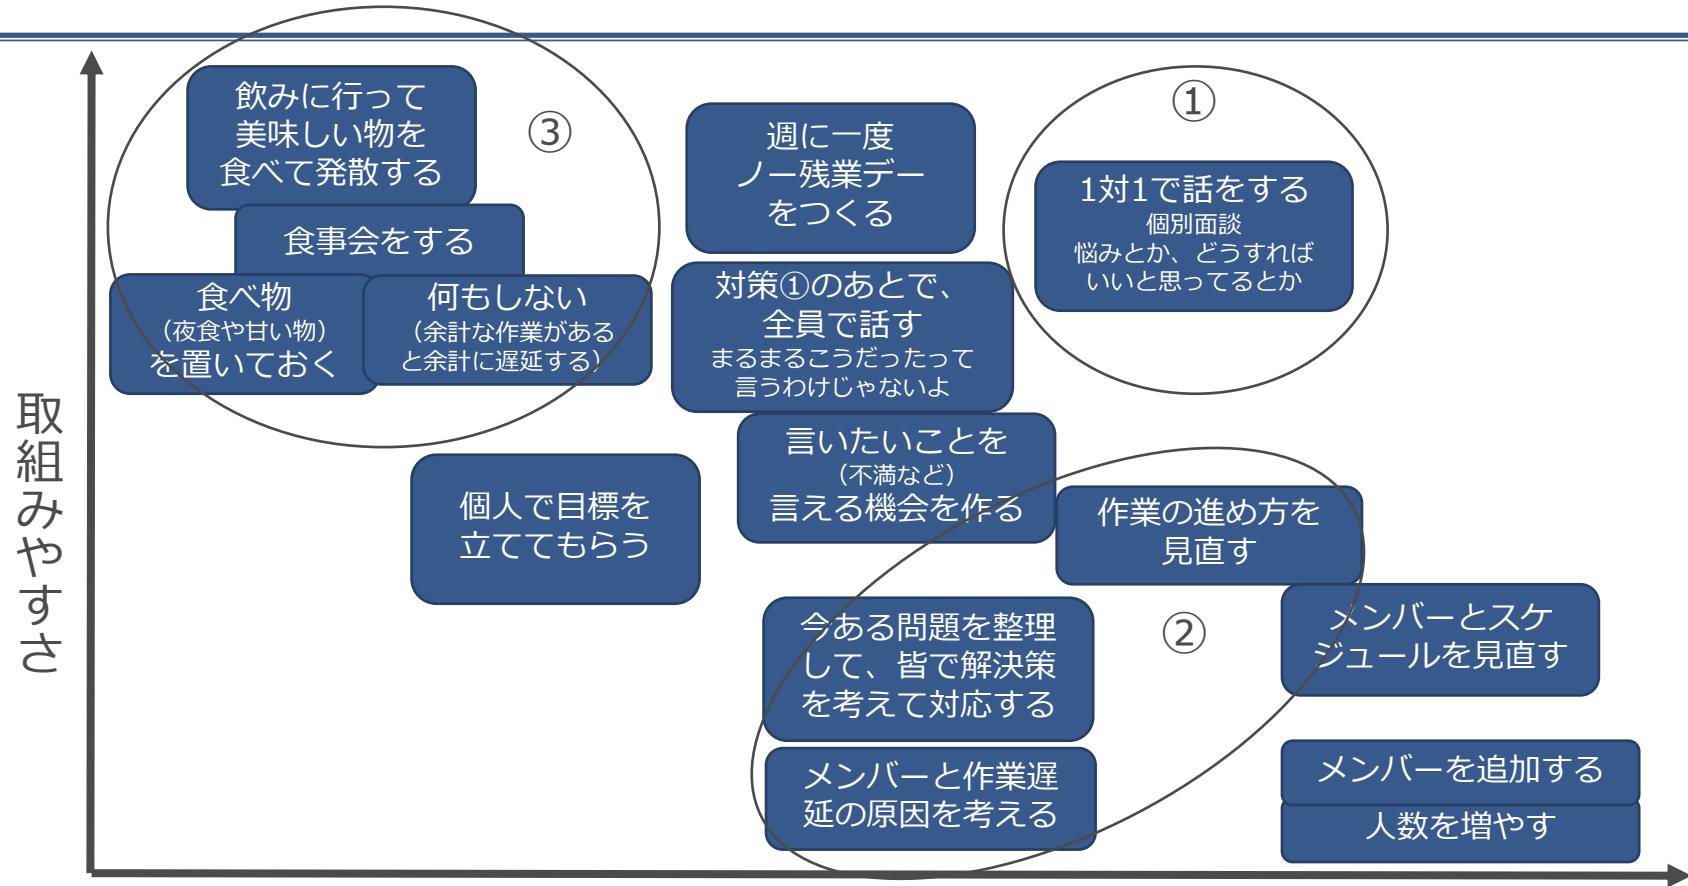 飲みに行って
美味しい物を
食べて発散する
③
食事会をする
食べ物
（夜食や甘い物）
を置いておく
何もしない
（余計な作業がある
と余計に遅延する）
週に一度
ノー残業デー
をつくる
①
1対1で話をする
個別面談
悩みとか、どうすれば
いいと思ってるとか
対策①のあとで、
全員で話す
まるまるこうだったって
言うわけじゃないよ
言いたいことを
（不満など）
言える機会を作る
取組みやすさ
個人で目標を
立ててもらう
作業の進め方を
見直す
②
今ある問題を整理
して、皆で解決策
を考えて対応する
メンバーとスケ
ジュールを見直す
メンバーと作業遅
延の原因を考える
メンバーを追加する
人数を増やす